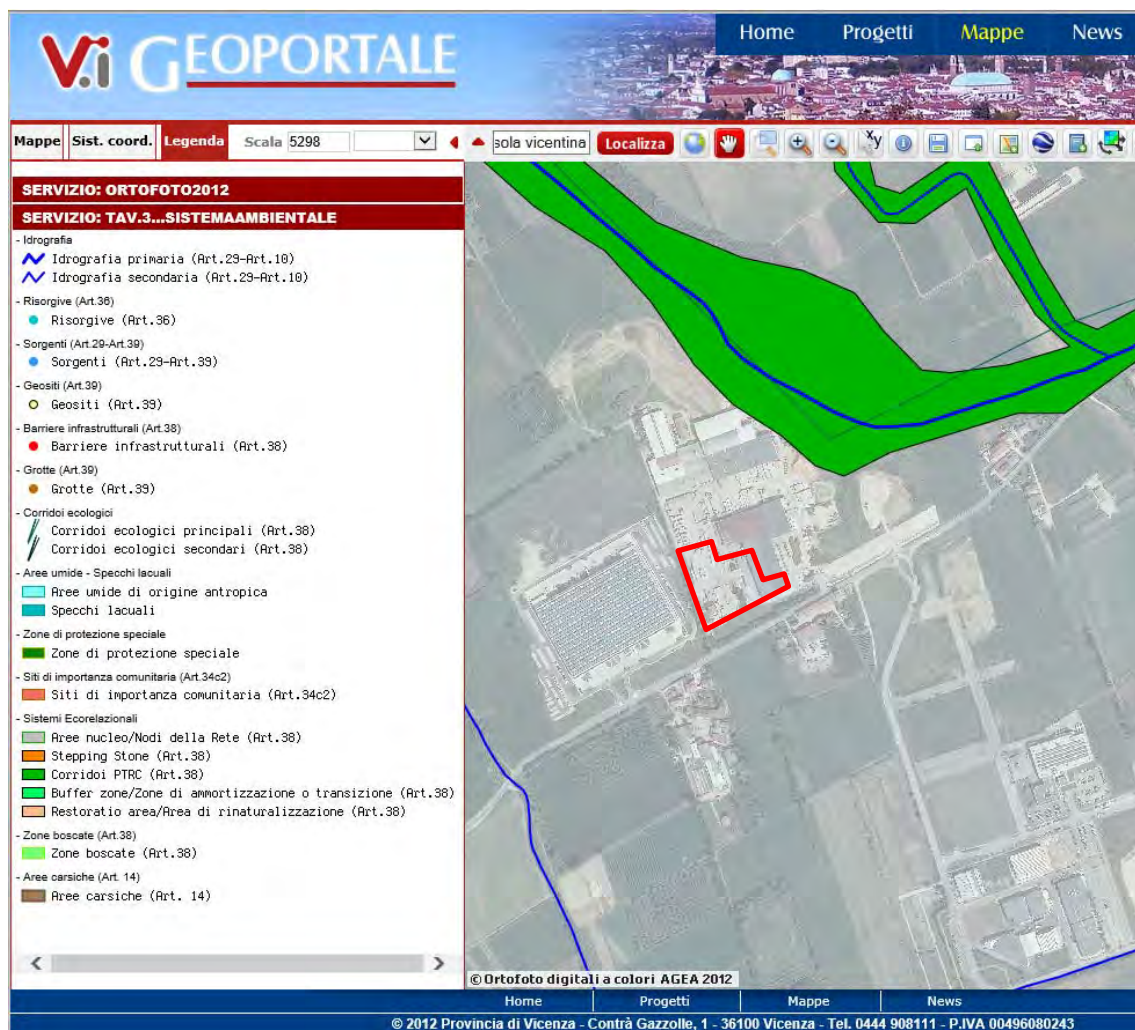 V.i GEOPORTALE
Home Progetti Mappe News
Mappe Sist. coord. Legenda Scala 5298 sola vicentina Localizza xy
SERVIZIO: ORTOFOTO2012
SERVIZIO: TAV.3...SISTEMAAMBIENTALE
- Idrografia
Idrografia primaria (Art.29-Art.10)
Idrografia secondaria (Art.29-Art.10)
- Risorgive (Art.36)
Risorgive (Art.36)
- Sorgenti (Art.29-Art.39)
Sorgenti (Art.29-Art.39)
- Geositi (Art.39)
Geositi (Art.39)
- Barriere infrastrutturali (Art.38)
Barriere infrastrutturali (Art.38)
- Grotte (Art.39)
Grotte (Art.39)
- Corridoi ecologici
Corridoi ecologici principali (Art.38)
Corridoi ecologici secondari (Art.38)
- Aree umide - Specchi lacuali
Aree umide di origine antropica
Specchi lacuali
- Zone di protezione speciale
Zone di protezione speciale
- Siti di importanza comunitaria (Art.34c2)
Siti di importanza comunitaria (Art.34c2)
- Sistemi Ecorelazionali
Aree nucleo/Nodi della Rete (Art.38)
Stepping Stone (Art.38)
Corridoi PTRC (Art.38)
Buffer zone/Zone di ammortizzazione o transizione (Art.38)
Restoratio area/Area di rinaturalizzazione (Art.38)
- Zone boscate (Art.38)
Zone boscate (Art.38)
- Aree carsiche (Art. 14)
Aree carsiche (Art. 14)
© Ortofoto digitali a colori AGEA 2012
Home Progetti Mappe News
© 2012 Provincia di Vicenza - Contrà Gazzolle, 1 - 36100 Vicenza - Tel. 0444 908111 - P.IVA 00496080243